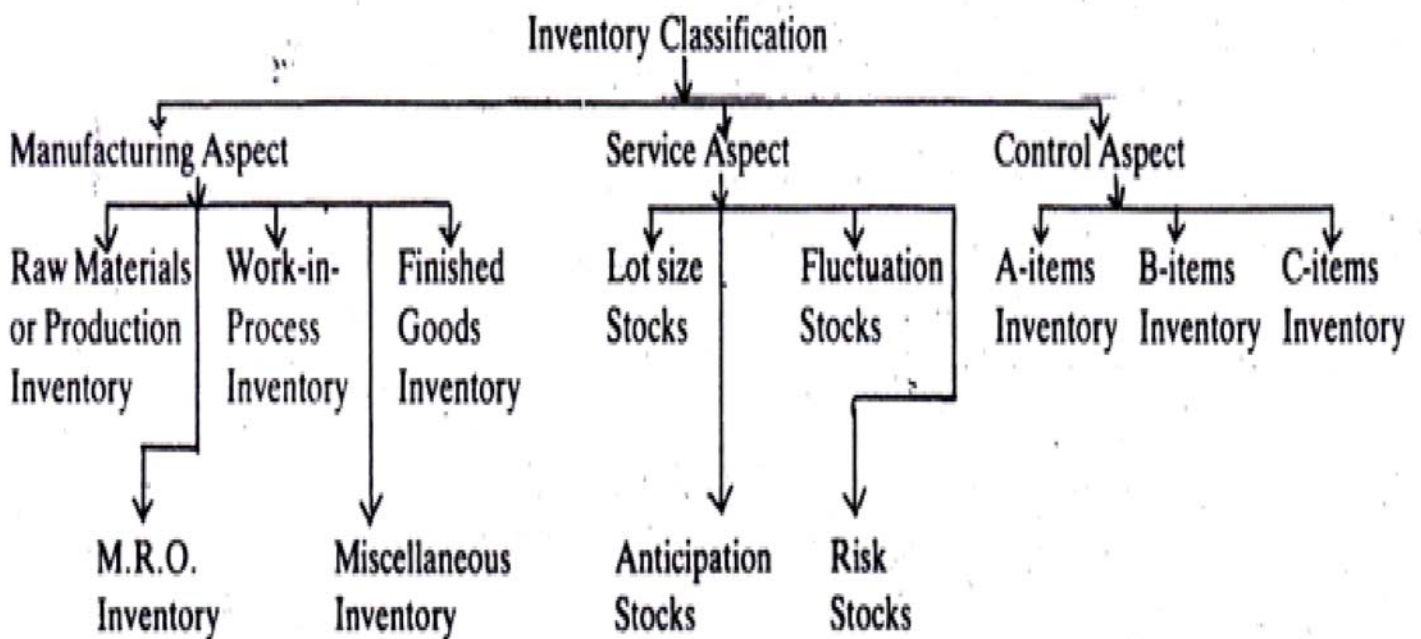 Inventory Classification
Manufacturing Aspect
Service Aspect
Control Aspect
Raw Materials
or Production
Inventory
Work-in-
Process
Inventory
Finished
Goods
Inventory
Lot size
Stocks
Fluctuation
Stocks
A-items
Inventory
B-items
Inventory
C-items
Inventory
M.R.O.
Inventory
Miscellaneous
Inventory
Anticipation
Stocks
Risk
Stocks